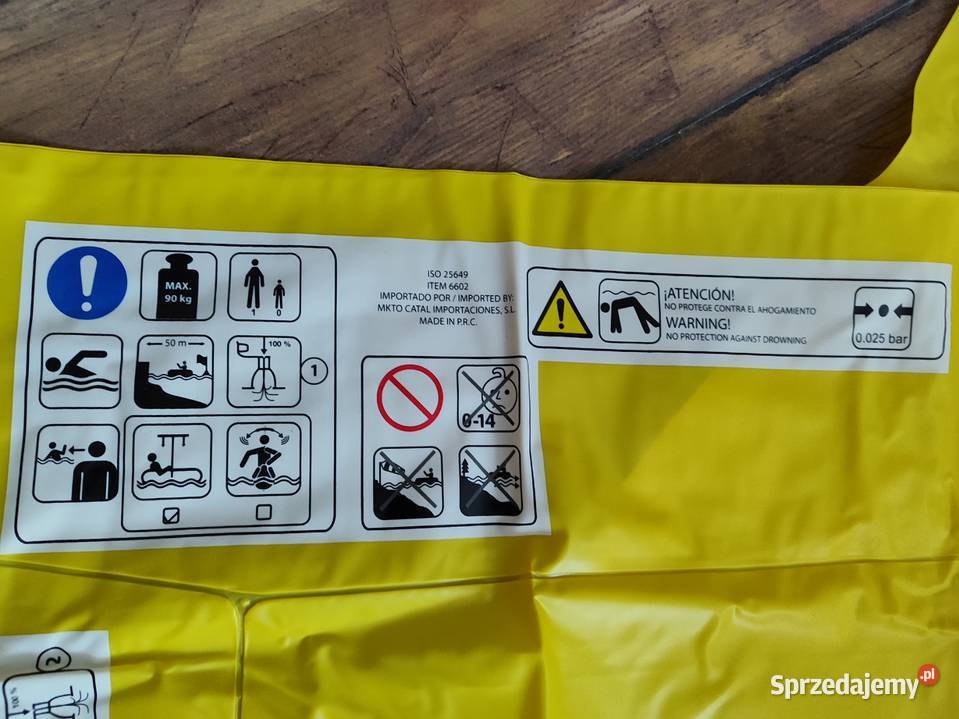 MAX.
90 kg
1 0
50 m
100 %
1
ISO 25649
ITEM 6602
IMPORTADO POR / IMPORTED BY:
MKTO CATAL IMPORTACIONES, S.L.
MADE IN P.R.C.
0-14
¡ATENCIÓN!
NO PROTEGE CONTRA EL AHOGAMIENTO
WARNING!
NO PROTECTION AGAINST DROWNING
0.025 bar
2
100 %
Sprzedajemy.pl